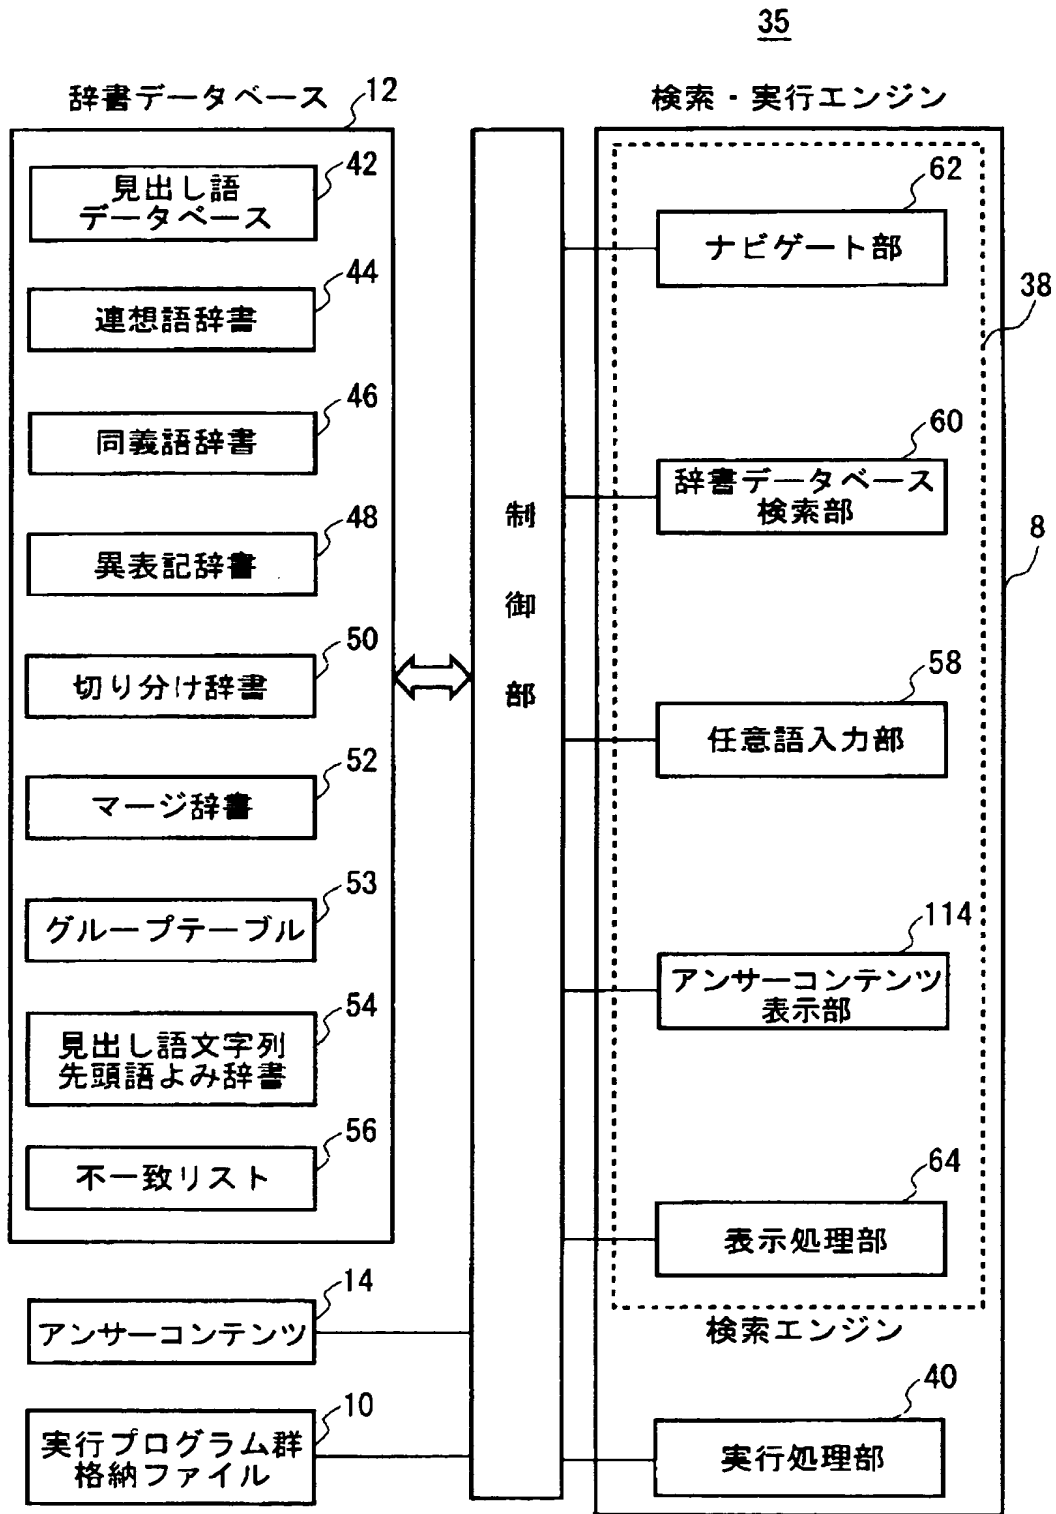 35
辞書データベース 12
見出し語
データベース
42
連想語辞書
44
同義語辞書
46
異表記辞書
48
切り分け辞書
50
マージ辞書
52
グループテーブル
53
見出し語文字列
先頭語よみ辞書
54
不一致リスト
56
アンサーコンテンツ
14
実行プログラム群
格納ファイル
10
制御部
検索・実行エンジン
ナビゲート部
62
38
辞書データベース
検索部
60
8
任意語入力部
58
アンサーコンテンツ
表示部
114
表示処理部
64
検索エンジン
実行処理部
40